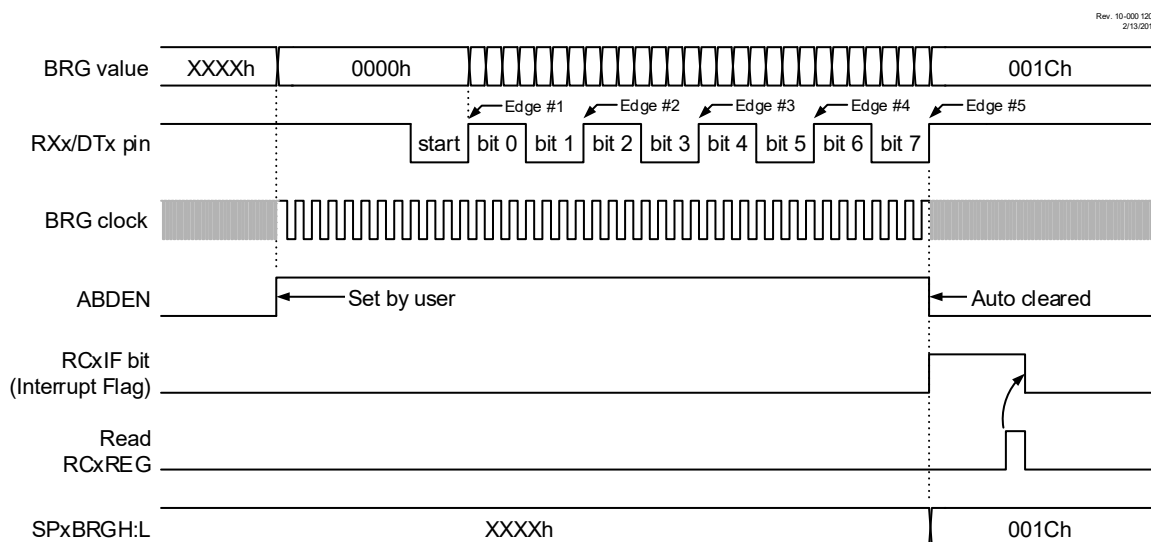 Rev. 10-000 120
2/13/201
BRG value XXXXh 0000h 001Ch
Edge #1 Edge #2 Edge #3 Edge #4 Edge #5
RXx/DTx pin start bit 0 bit 1 bit 2 bit 3 bit 4 bit 5 bit 6 bit 7
BRG clock
ABDEN Set by user Auto cleared
RCxIF bit
(Interrupt Flag)
Read
RCxREG
SPxBRGH:L XXXXh 001Ch